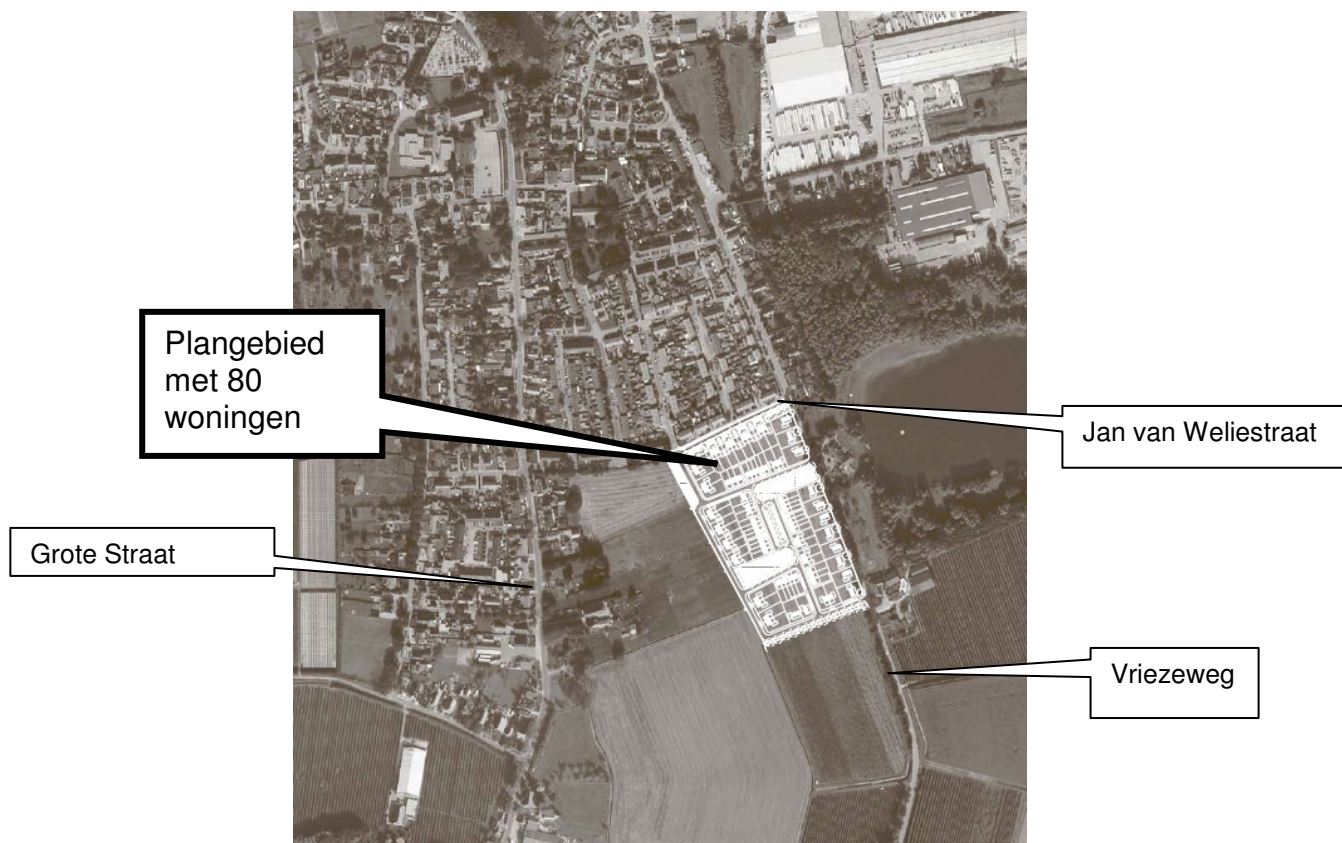 Plangebied
met 80
woningen
Jan van Weliestraat
Grote Straat
Vriezeweg